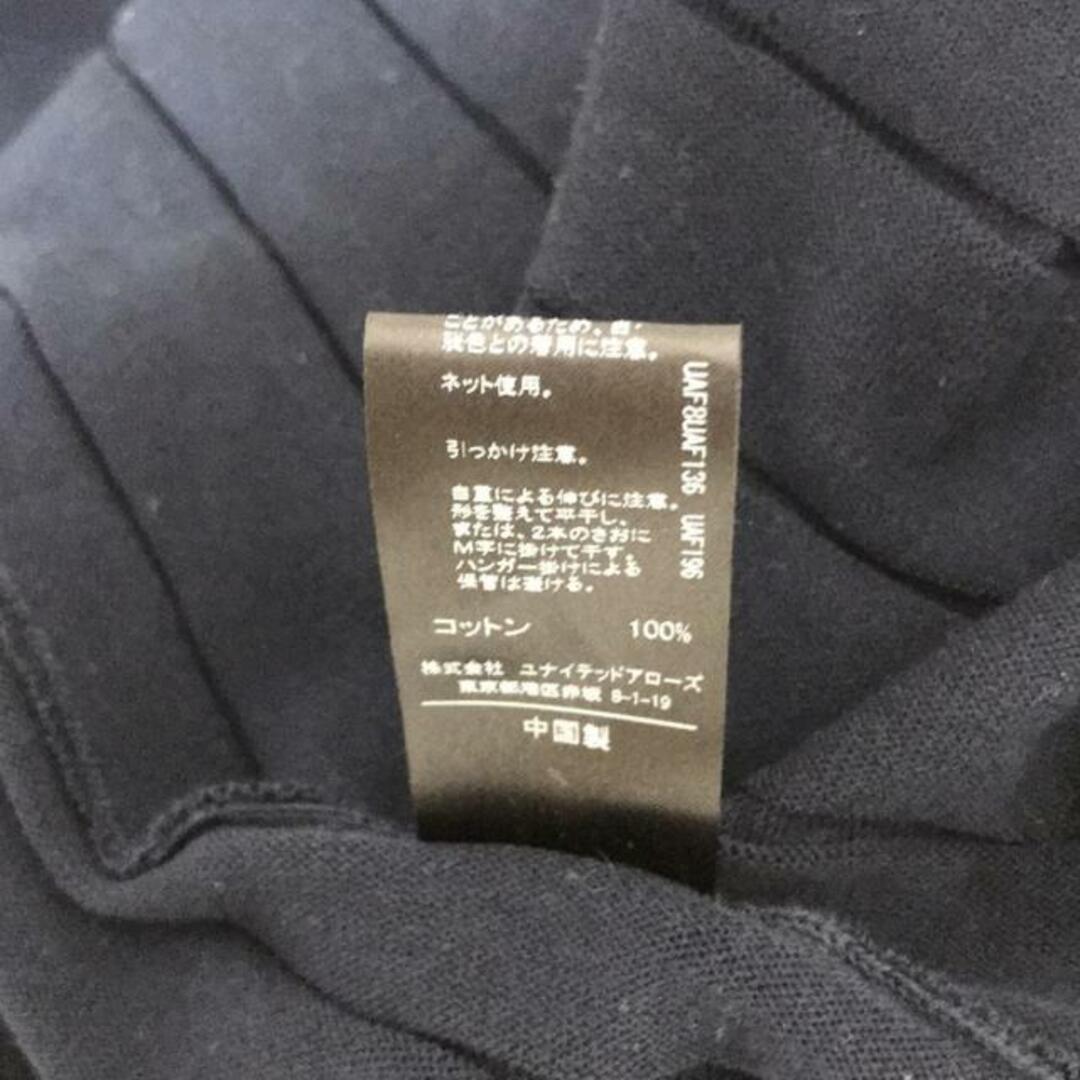 ことがあるため、白・
脱色との着用に注意。
ネット使用。
引っかけ注意。
自重による伸びに注意。
形を整えて平干し、
または、2本のさおに
M字に掛けて干す。
ハンガー掛けによる
保管は避ける。
コットン 100%
株式会社 ユナイテッドアローズ
東京都港区赤坂 8-1-19
中国製
UAF8UAF136 UAF196